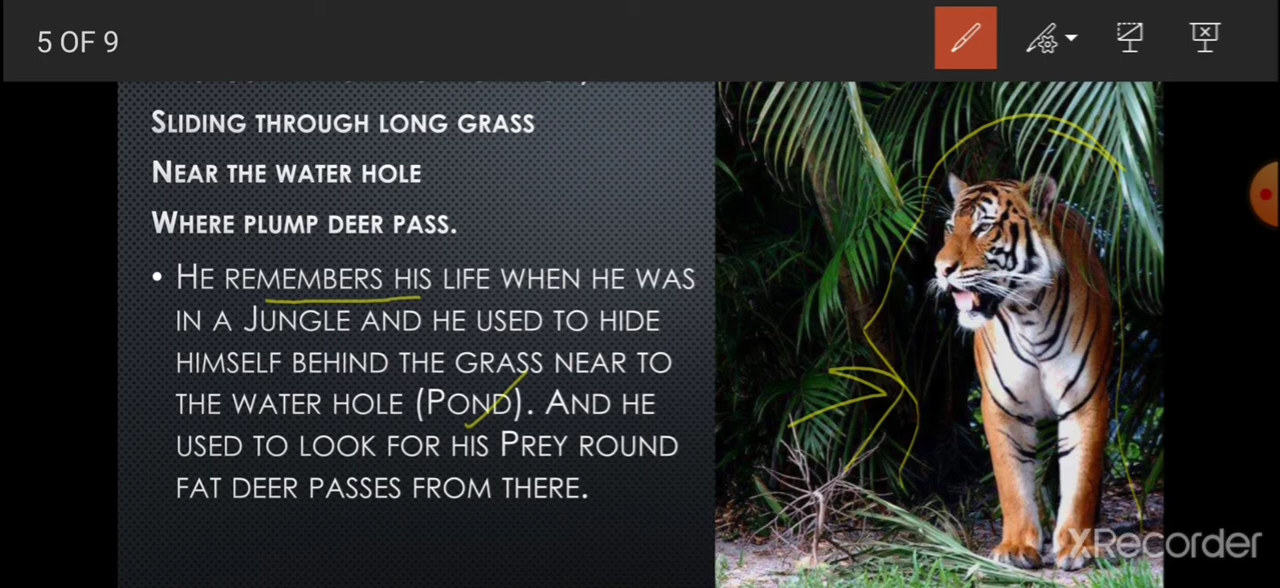 5 OF 9
SLIDING THROUGH LONG GRASS
NEAR THE WATER HOLE
WHERE PLUMP DEER PASS.
• HE REMEMBERS HIS LIFE WHEN HE WAS
IN A JUNGLE AND HE USED TO HIDE
HIMSELF BEHIND THE GRASS NEAR TO
THE WATER HOLE (POND). AND HE
USED TO LOOK FOR HIS PREY ROUND
FAT DEER PASSES FROM THERE.
XRecorder